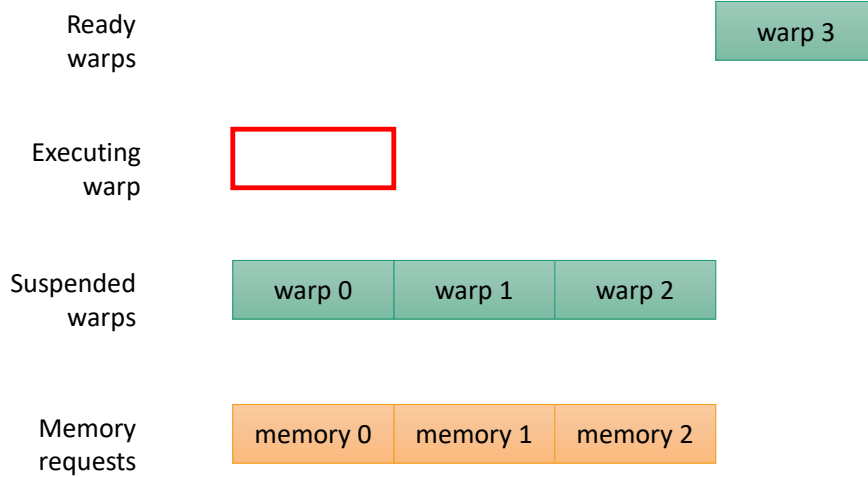 Ready
warps
warp 3
Executing
warp
Suspended
warps
warp 0
warp 1
warp 2
Memory
requests
memory 0
memory 1
memory 2